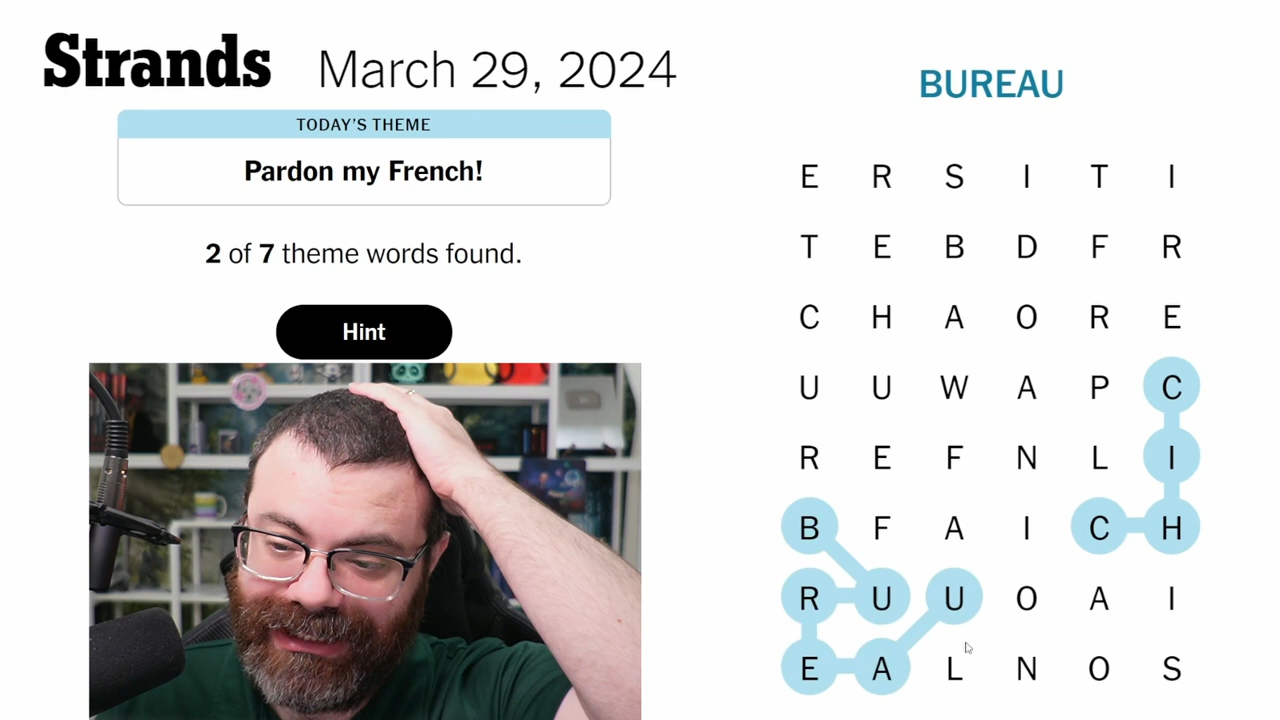 Strands March 29, 2024
TODAY'S THEME
Pardon my French!
2 of 7 theme words found.
Hint
BUREAU
E R S I T I
T E B D F R
C H A O R E
U U W A P C
R E F N L I
B F A I C H
R U U O A I
E A L N O S